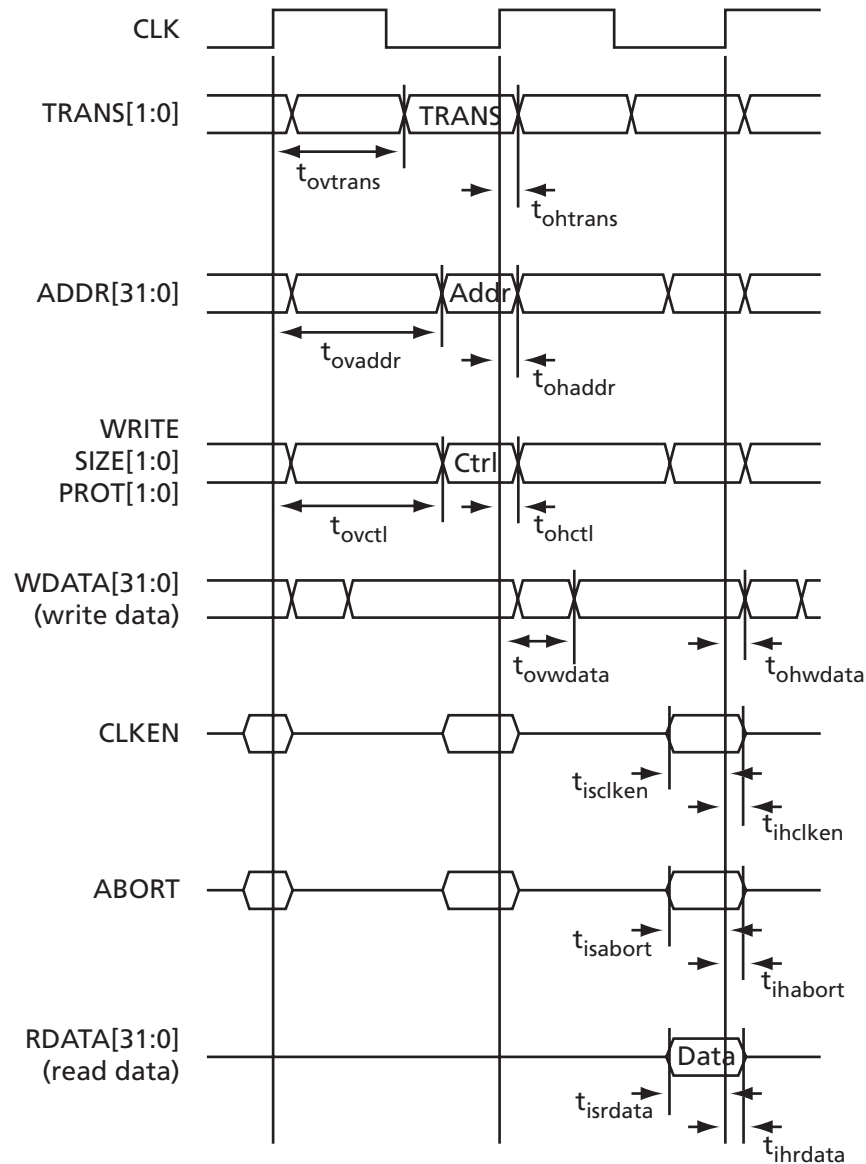 CLK
TRANS[1:0]
TRANS
tovtrans
tohtrans
ADDR[31:0]
Addr
tovaddr
tohaddr
WRITE
SIZE[1:0]
PROT[1:0]
Ctrl
tovctl
tohctl
WDATA[31:0]
(write data)
tovwdata
tohwdata
CLKEN
tisclken
tihclken
ABORT
tisabort
tihabort
RDATA[31:0]
(read data)
Data
tisrdata
tihrdata